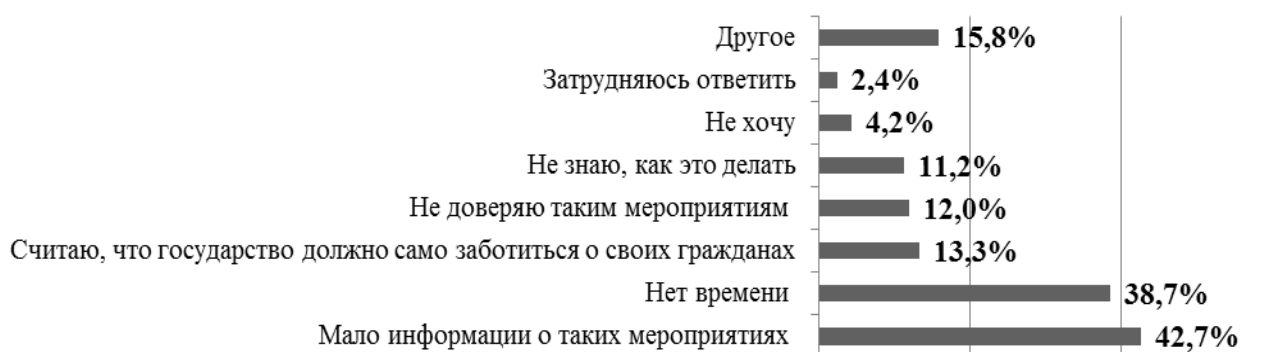 Другое 15,8%
Затрудняюсь ответить 2,4%
Не хочу 4,2%
Не знаю, как это делать 11,2%
Не доверяю таким мероприятиям 12,0%
Считаю, что государство должно само заботиться о своих гражданах 13,3%
Нет времени 38,7%
Мало информации о таких мероприятиях 42,7%